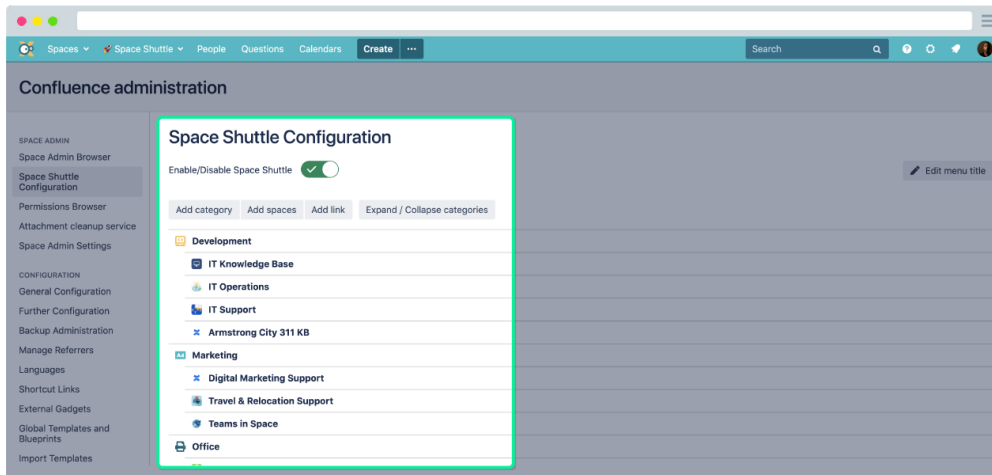 Spaces Space Shuttle People Questions Calendars Create ... Search
Confluence administration
SPACE ADMIN
Space Admin Browser
Space Shuttle
Configuration
Permissions Browser
Attachment cleanup service
Space Admin Settings
CONFIGURATION
General Configuration
Further Configuration
Backup Administration
Manage Referrers
Languages
Shortcut Links
External Gadgets
Global Templates and
Blueprints
Import Templates
Space Shuttle Configuration
Enable/Disable Space Shuttle
Edit menu title
Add category Add spaces Add link Expand / Collapse categories
Development
IT Knowledge Base
IT Operations
IT Support
Armstrong City 311 KB
Marketing
Digital Marketing Support
Travel & Relocation Support
Teams in Space
Office